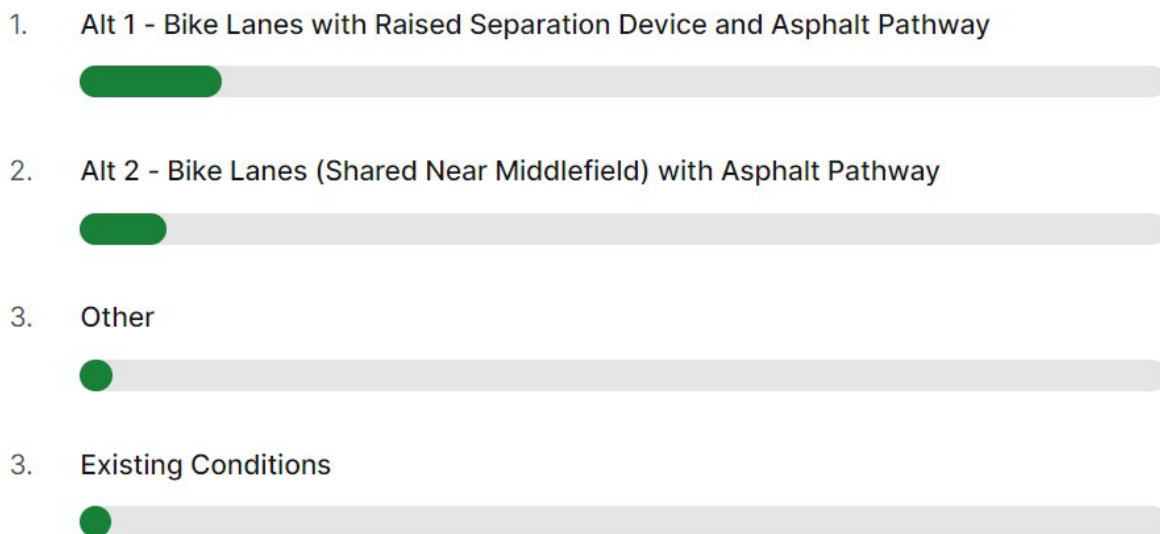 1. Alt 1 - Bike Lanes with Raised Separation Device and Asphalt Pathway
2. Alt 2 - Bike Lanes (Shared Near Middlefield) with Asphalt Pathway
3. Other
3. Existing Conditions